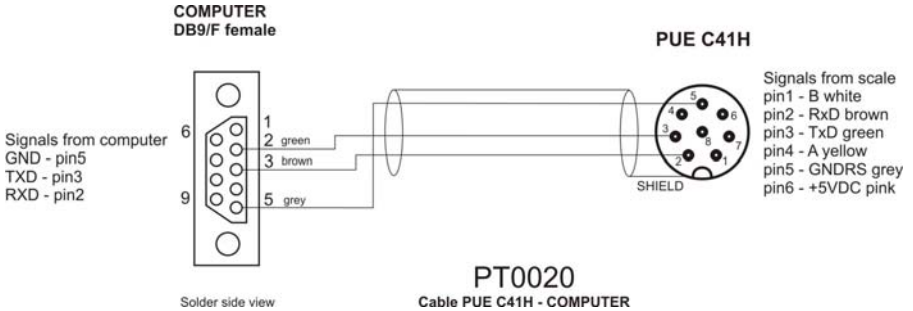 COMPUTER
DB9/F female
PUE C41H
Signals from computer
GND - pin5
TXD - pin3
RXD - pin2
6
9
1
2 green
3 brown
5 grey
SHIELD
5
4
6
3
8
7
2
1
Signals from scale
pin1 - B white
pin2 - RxD brown
pin3 - TxD green
pin4 - A yellow
pin5 - GNDRS grey
pin6 - +5VDC pink
Solder side view
PT0020
Cable PUE C41H - COMPUTER